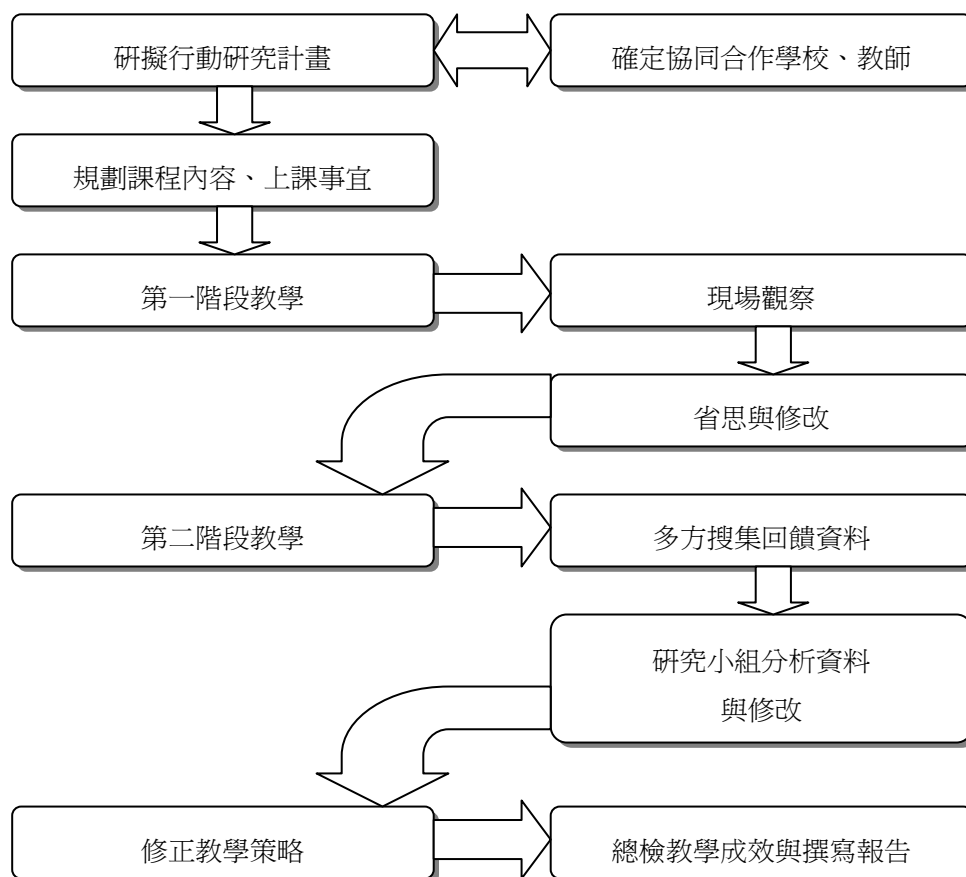 研擬行動研究計畫
確定協同合作學校、教師
規劃課程內容、上課事宜
第一階段教學
現場觀察
省思與修改
第二階段教學
多方搜集回饋資料
研究小組分析資料
與修改
修正教學策略
總檢教學成效與撰寫報告